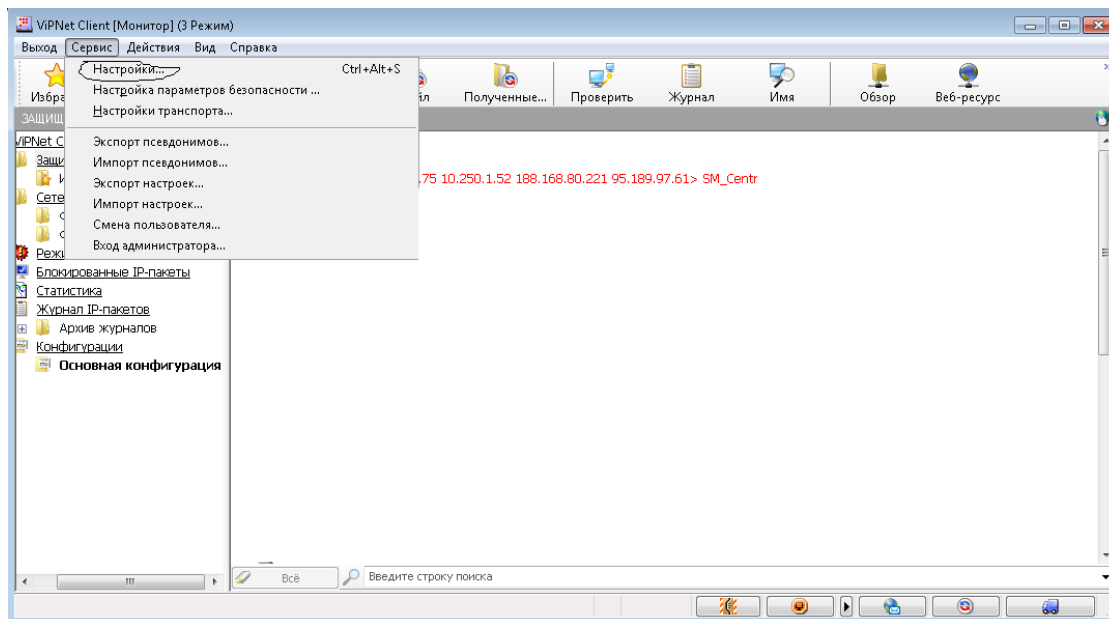 ViPNet Client [Монитор] (3 Режим)
Выход Сервис Действия Вид Справка
Настройки... Ctrl+Alt+S
Настройка параметров безопасности ...
Настройки транспорта...
Экспорт псевдонимов...
Импорт псевдонимов...
Экспорт настроек...
Импорт настроек...
Смена пользователя...
Вход администратора...
Полученные... Проверить Журнал Имя Обзор Веб-ресурс
.75 10.250.1.52 188.168.80.221 95.189.97.61> SM_Centr
Блокированные IP-пакеты
Статистика
Журнал IP-пакетов
Архив журналов
Конфигурации
Основная конфигурация
Всё Введите строку поиска